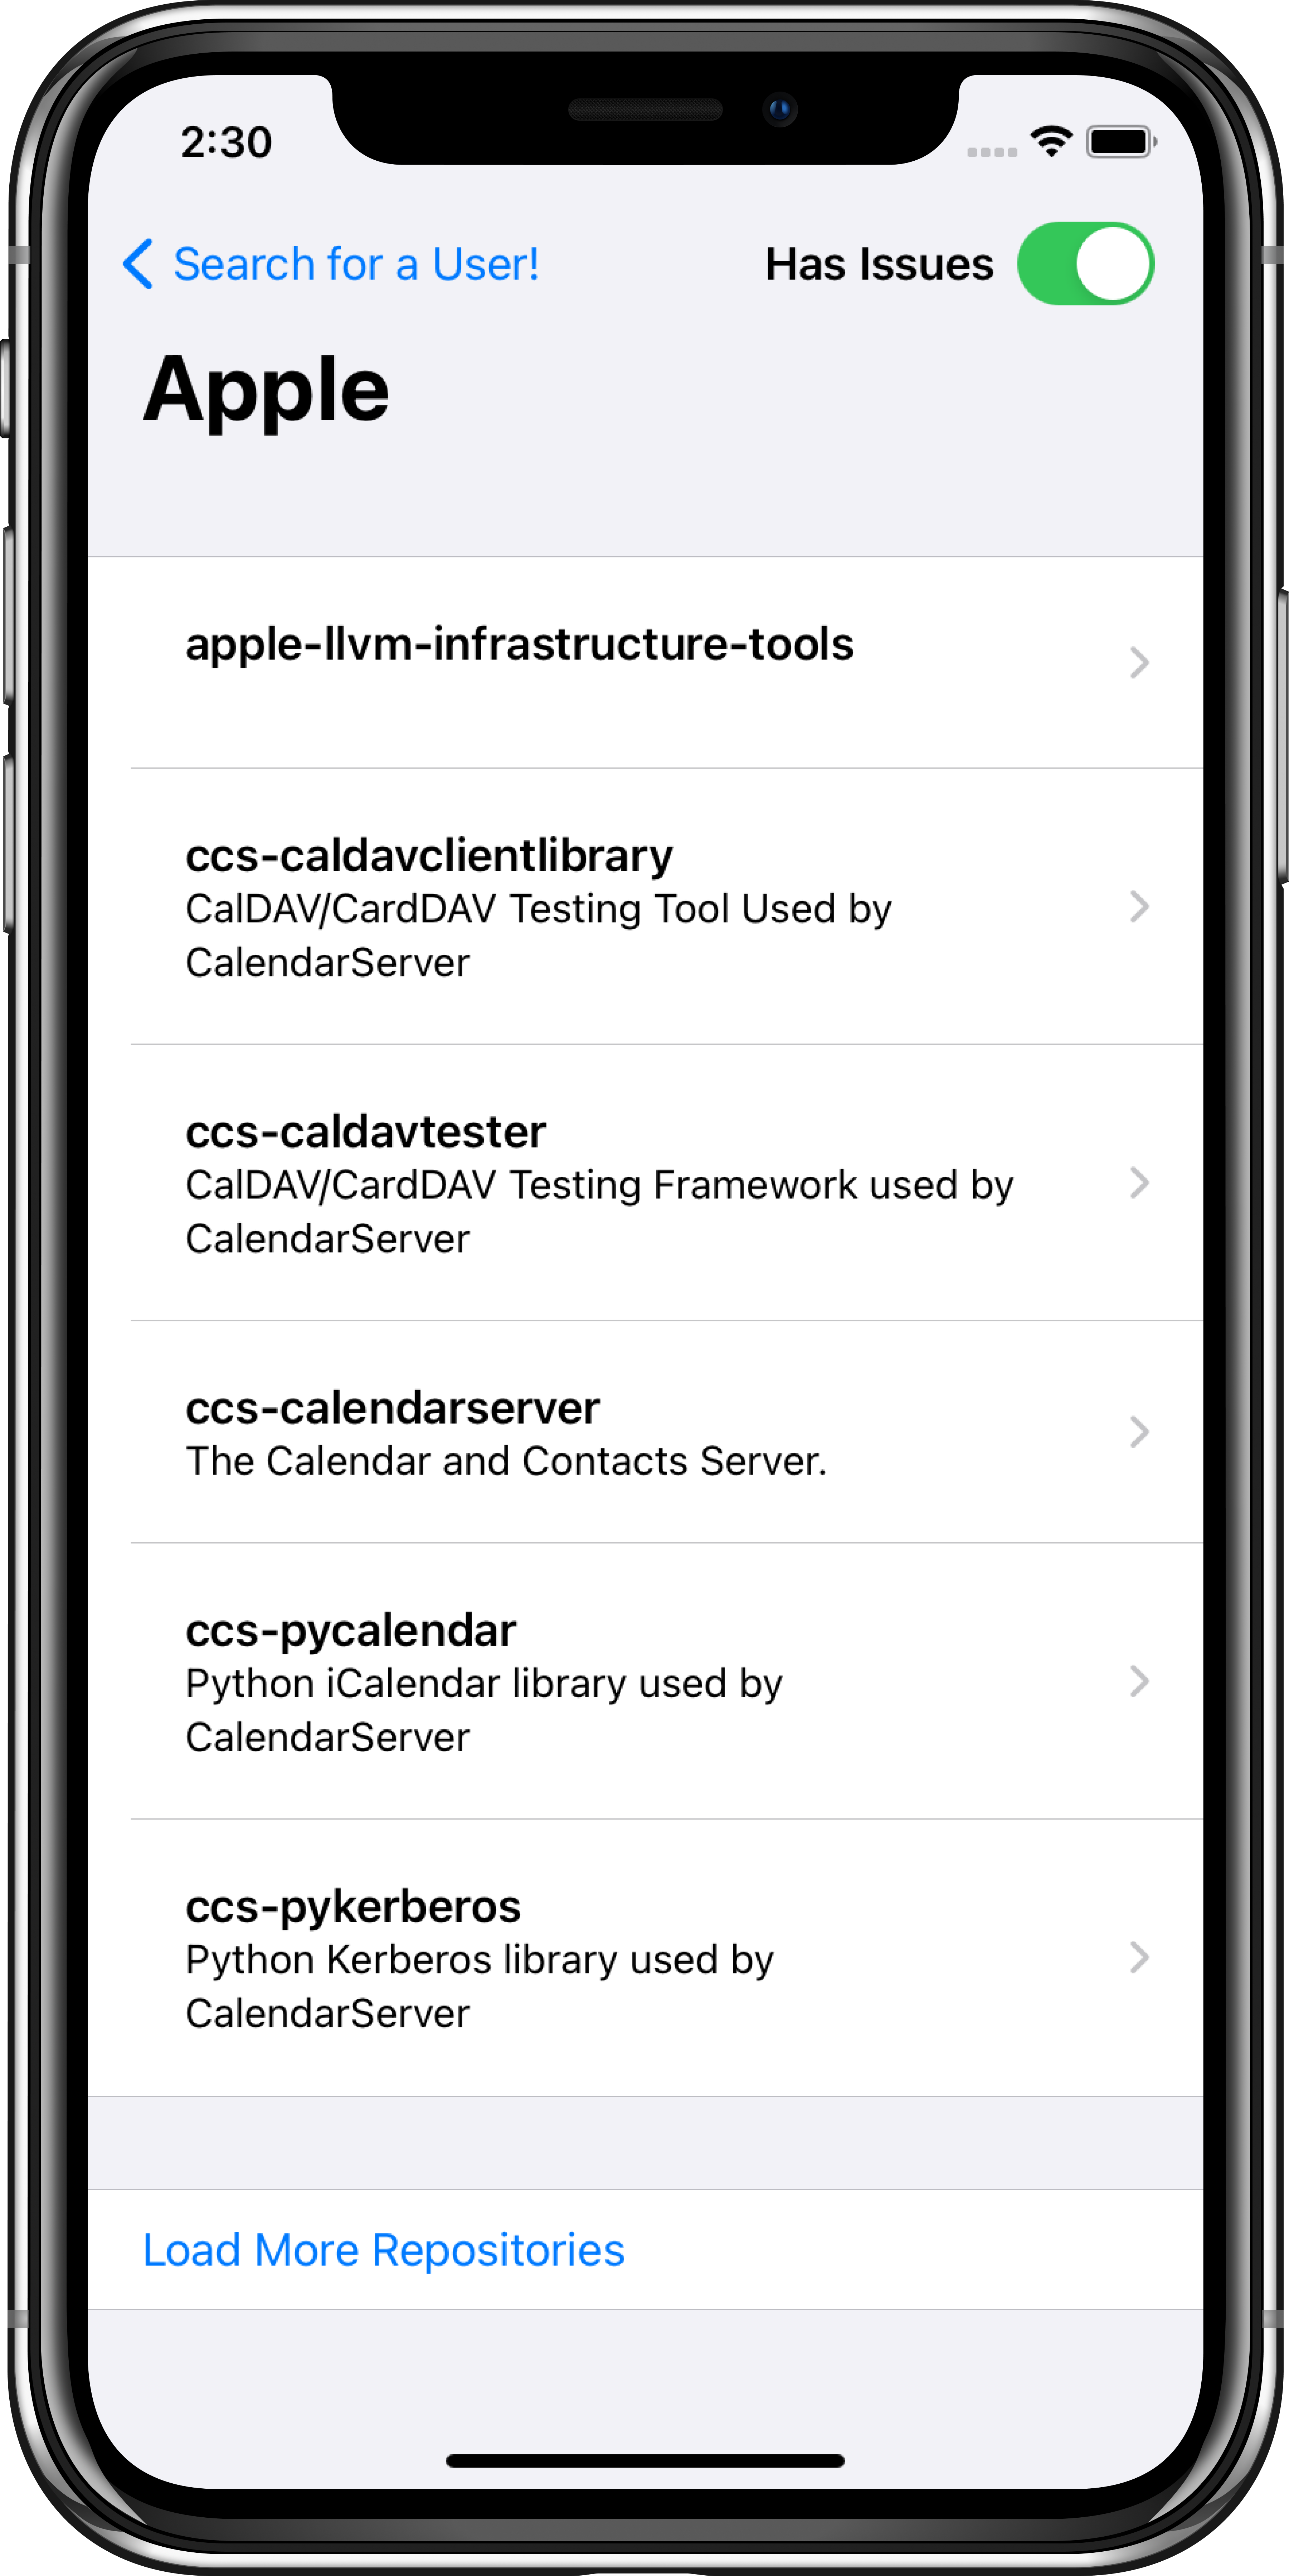 2:30
Search for a User!
Has Issues
Apple
apple-llvm-infrastructure-tools
ccs-caldavclientlibrary
CalDAV/CardDAV Testing Tool Used by
CalendarServer
ccs-caldavtester
CalDAV/CardDAV Testing Framework used by
CalendarServer
ccs-calendarserver
The Calendar and Contacts Server.
ccs-pycalendar
Python iCalendar library used by
CalendarServer
ccs-pykerberos
Python Kerberos library used by
CalendarServer
Load More Repositories